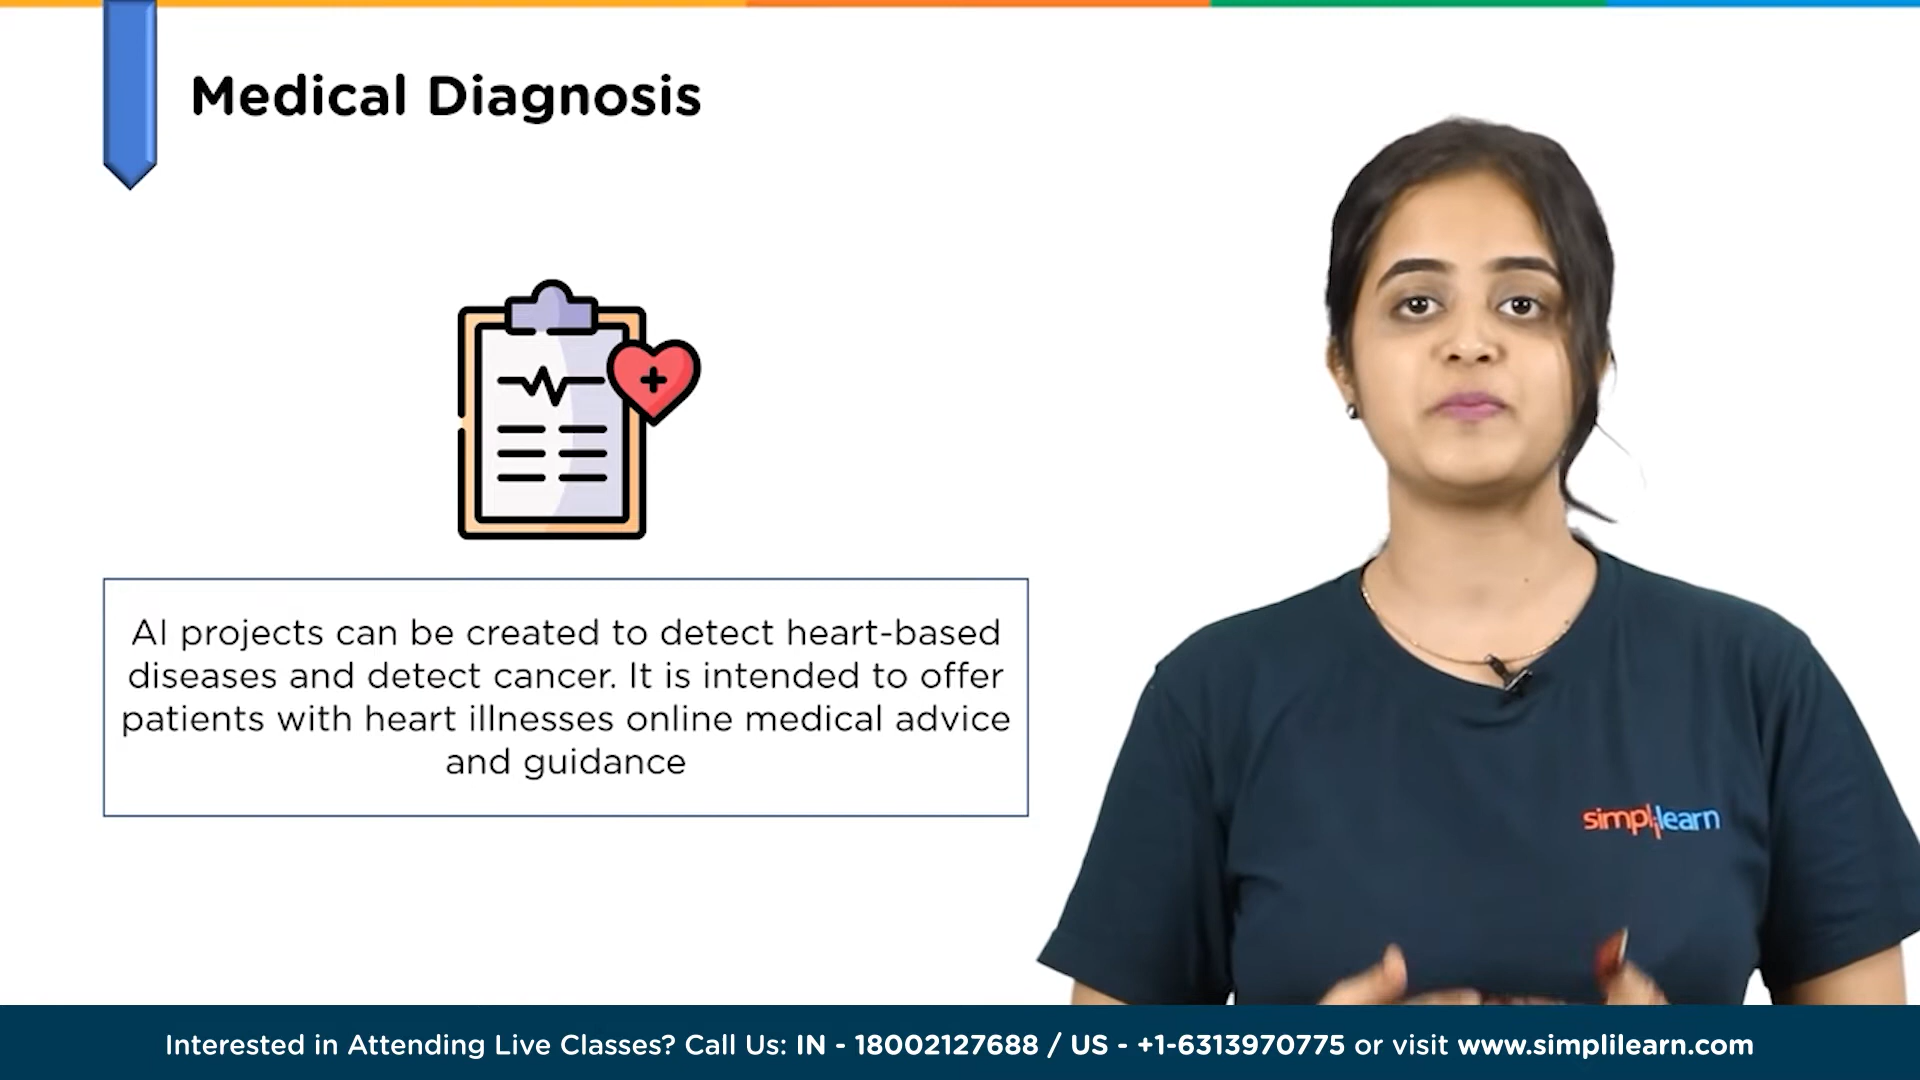 Medical Diagnosis
AI projects can be created to detect heart-based
diseases and detect cancer. It is intended to offer
patients with heart illnesses online medical advice
and guidance
simplilearn
Interested in Attending Live Classes? Call Us: IN - 18002127688 / US - +1-6313970775 or visit www.simplilearn.com